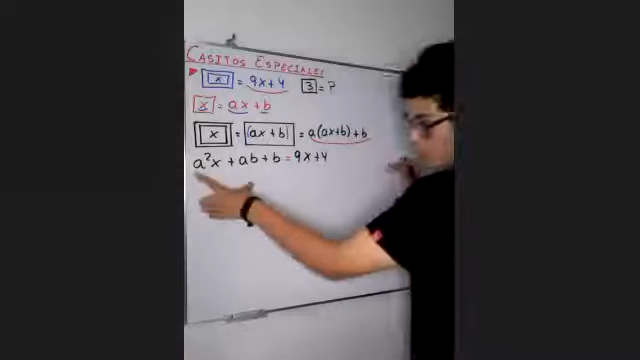 CASITOS ESPECIALES
x = 9x+4 3 = ?
x = ax + b
x = ax + b = a(ax+b)+b
a²x + ab + b = 9x+4